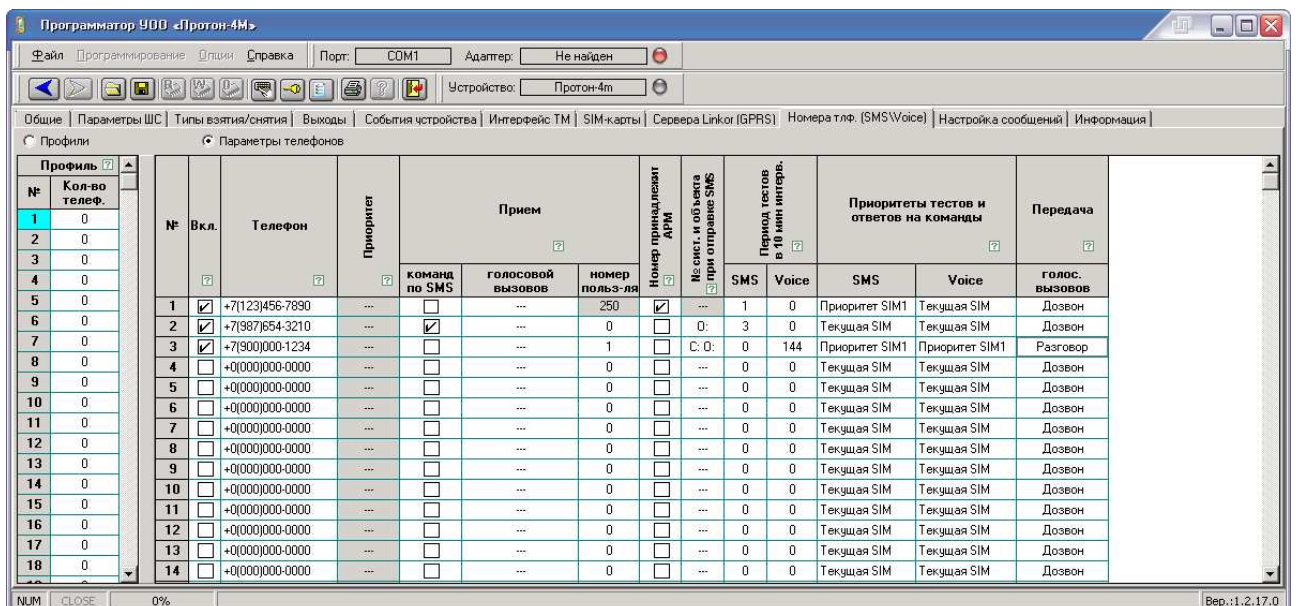 Программатор УОО «Протон-4М»
Файл Программирование Опции Справка Порт: COM1 Адаптер: Не найден
Устройство: Протон-4m
Общие Параметры ШС Типы взятия/снятия Выходы События устройства Интерфейс ТМ SIM-карты Сервера Linkor (GPRS) Номера тлф. (SMS\Voice) Настройка сообщений Информация
Профили Параметры телефонов
Профиль ?
№ Кол-во телеф.
1 0
2 0
3 0
4 0
5 0
6 0
7 0
8 0
9 0
10 0
11 0
12 0
13 0
14 0
15 0
16 0
17 0
18 0
№ Вкл. ? Телефон ? Приоритет ? Прием ? Номер принадлежит АРМ ? № сист. и объекта при отправке SMS ? Период тестов в 10 мин интерв. ? Приоритеты тестов и ответов на команды ? Передача ?
команд по SMS голосовой вызовов номер польз-ля SMS Voice SMS Voice голос. вызовов
1 +7(123)456-7890 --- --- 250 --- 1 0 Приоритет SIM1 Текущая SIM Дозвон
2 +7(987)654-3210 --- --- 0 О: 3 0 Текущая SIM Текущая SIM Дозвон
3 +7(900)000-1234 --- --- 1 С: О: 0 144 Приоритет SIM1 Приоритет SIM1 Разговор
4 +0(000)000-0000 --- --- 0 --- 0 0 Текущая SIM Текущая SIM Дозвон
5 +0(000)000-0000 --- --- 0 --- 0 0 Текущая SIM Текущая SIM Дозвон
6 +0(000)000-0000 --- --- 0 --- 0 0 Текущая SIM Текущая SIM Дозвон
7 +0(000)000-0000 --- --- 0 --- 0 0 Текущая SIM Текущая SIM Дозвон
8 +0(000)000-0000 --- --- 0 --- 0 0 Текущая SIM Текущая SIM Дозвон
9 +0(000)000-0000 --- --- 0 --- 0 0 Текущая SIM Текущая SIM Дозвон
10 +0(000)000-0000 --- --- 0 --- 0 0 Текущая SIM Текущая SIM Дозвон
11 +0(000)000-0000 --- --- 0 --- 0 0 Текущая SIM Текущая SIM Дозвон
12 +0(000)000-0000 --- --- 0 --- 0 0 Текущая SIM Текущая SIM Дозвон
13 +0(000)000-0000 --- --- 0 --- 0 0 Текущая SIM Текущая SIM Дозвон
14 +0(000)000-0000 --- --- 0 --- 0 0 Текущая SIM Текущая SIM Дозвон
NUM CLOSE 0% Вер.:1.2.17.0